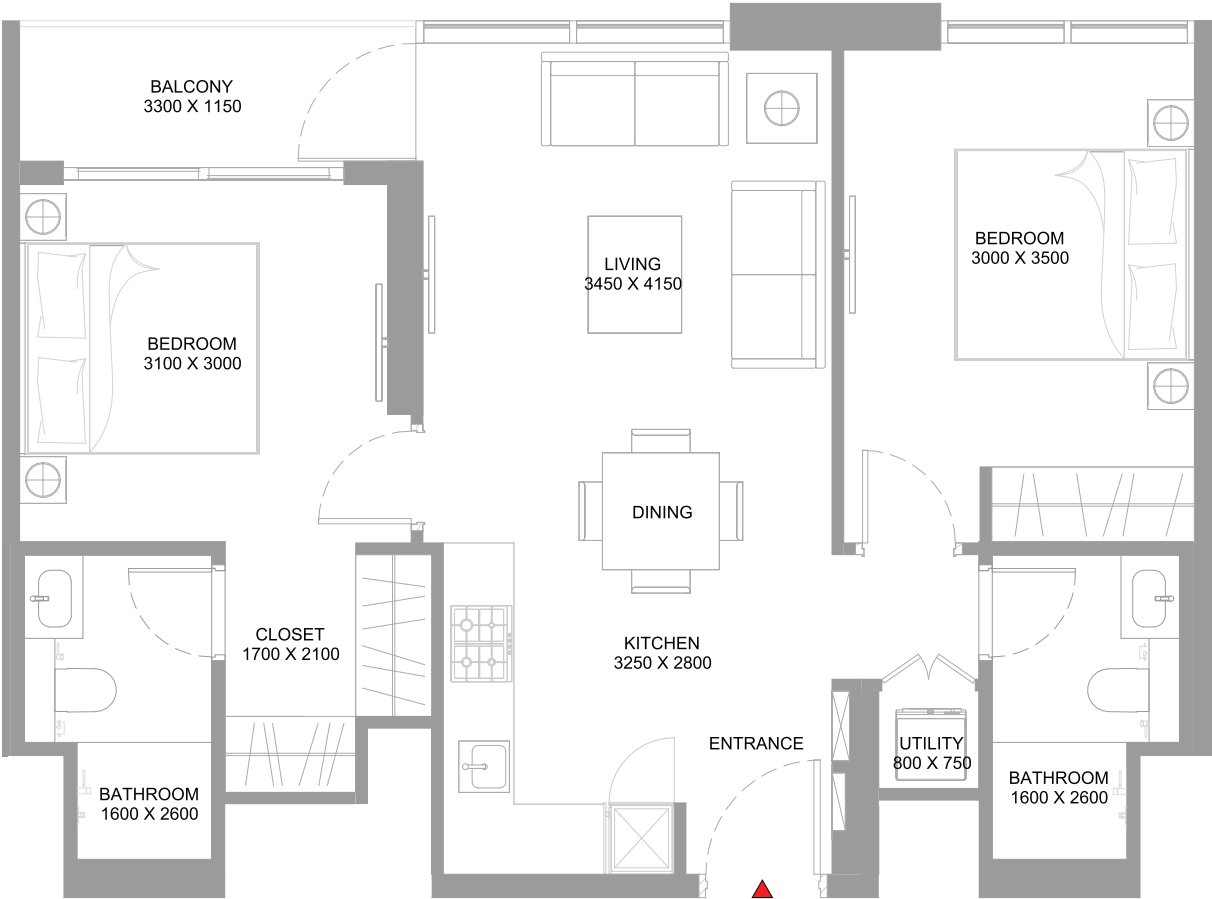 BALCONY
3300 X 1150
BEDROOM
3000 X 3500
LIVING
3450 X 4150
BEDROOM
3100 X 3000
DINING
CLOSET
1700 X 2100
KITCHEN
3250 X 2800
ENTRANCE
UTILITY
800 X 750
BATHROOM
1600 X 2600
BATHROOM
1600 X 2600